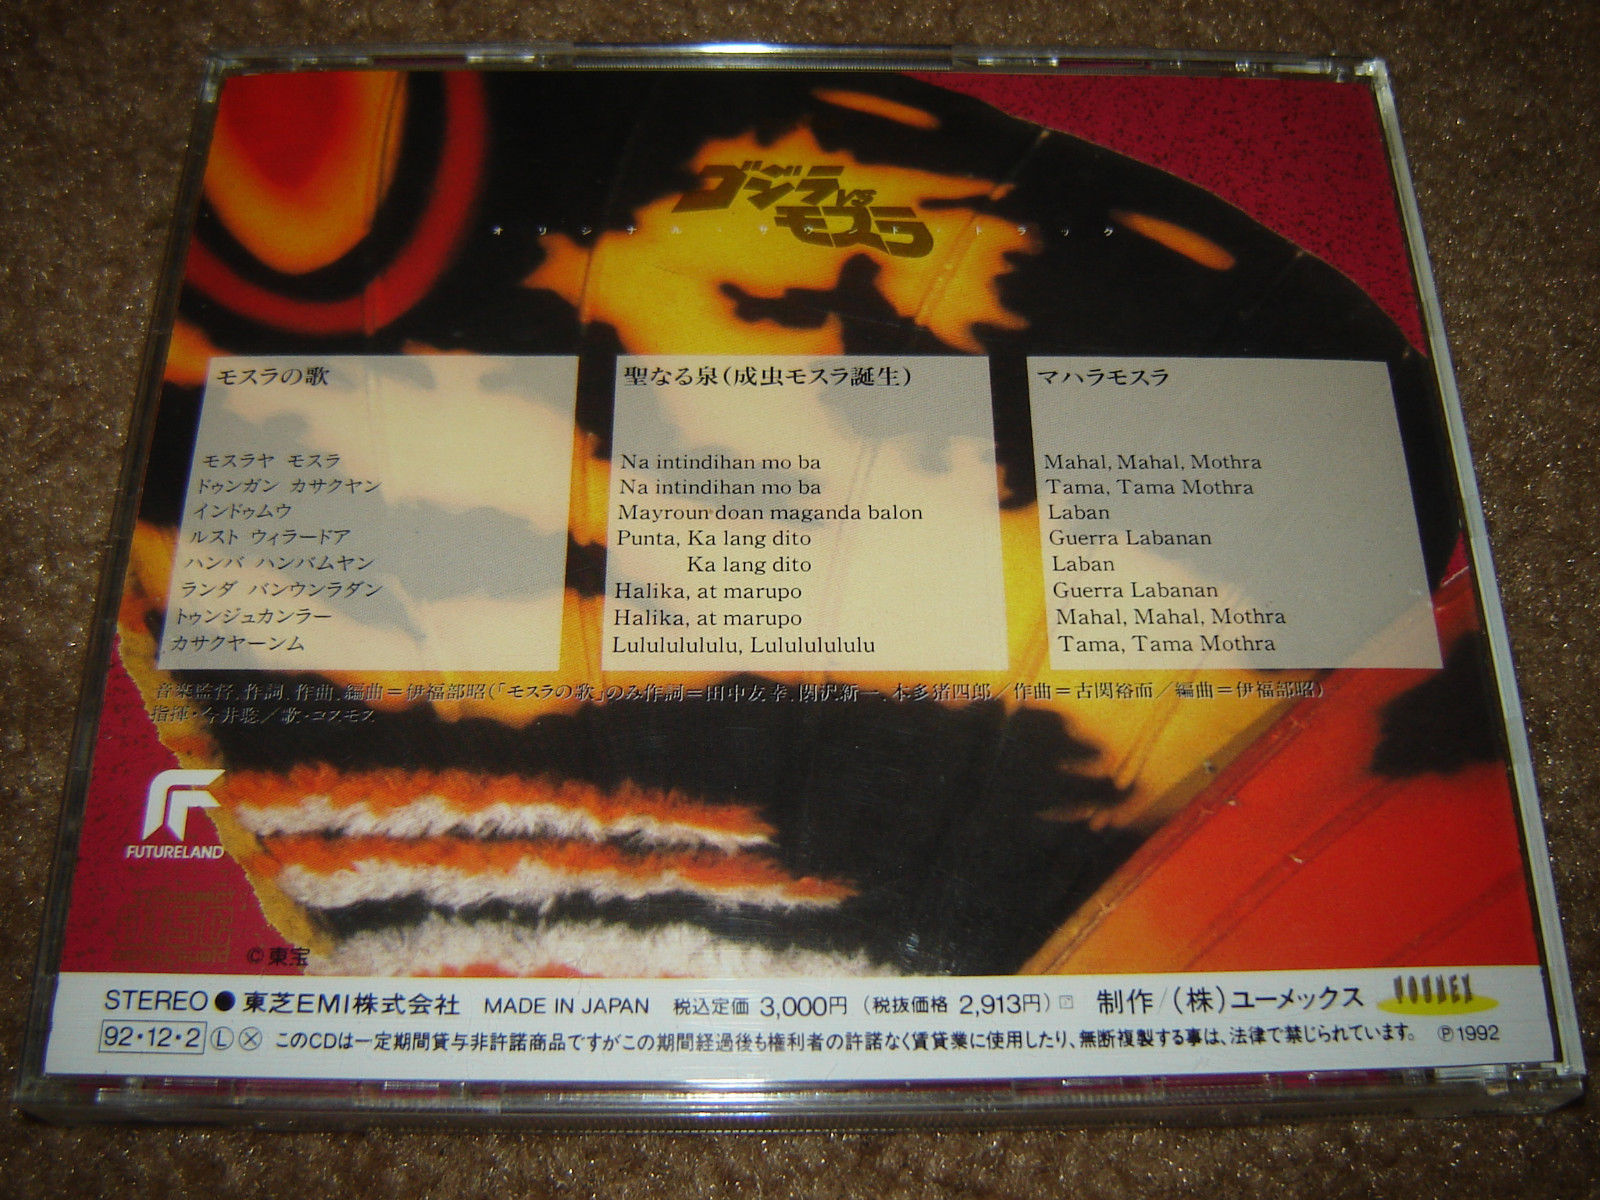 ゴジラvsモスラ
オリジナル・サウンドトラック
モスラの歌
モスラヤ モスラ
ドゥンガン カサクヤン
インドゥムウ
ルスト ウィラードア
ハンバ ハンバムヤン
ランダ バンウンラダン
トゥンジュカンラー
カサクヤーンム
聖なる泉(成虫モスラ誕生)
Na intindihan mo ba
Na intindihan mo ba
Mayroun doan maganda balon
Punta, Ka lang dito
Ka lang dito
Halika, at marupo
Halika, at marupo
Lulululululu, Lulululululu
マハラモスラ
Mahal, Mahal, Mothra
Tama, Tama Mothra
Laban
Guerra Labanan
Laban
Guerra Labanan
Mahal, Mahal, Mothra
Tama, Tama Mothra
音楽監督、作詞、作曲、編曲=伊福部昭(「モスラの歌」のみ作詞=田中友幸、関沢新一、本多猪四郎/作曲=古関裕而/編曲=伊福部昭)
指揮・今井聡/歌・コスモス
FUTURELAND
©東宝
STEREO●東芝EMI株式会社 MADE IN JAPAN 税込定価 3,000円 (税抜価格 2,913円) 制作/(株)ユーメックス
YOUMEX
92・12・2 Ⓛ Ⓧ このCDは一定期間貸与非許諾商品ですがこの期間経過後も権利者の許諾なく賃貸業に使用したり、無断複製する事は、法律で禁じられています。 Ⓟ1992